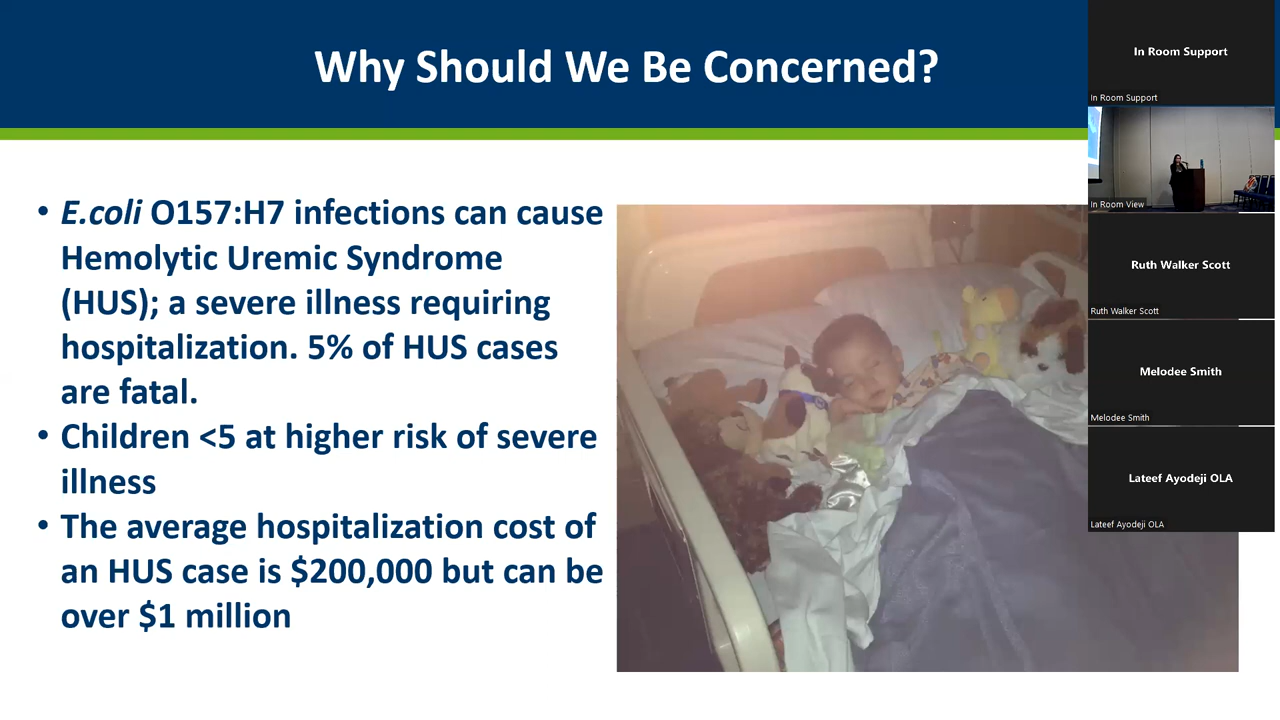 Why Should We Be Concerned?
• E.coli O157:H7 infections can cause
Hemolytic Uremic Syndrome
(HUS); a severe illness requiring
hospitalization. 5% of HUS cases
are fatal.
• Children <5 at higher risk of severe
illness
• The average hospitalization cost of
an HUS case is $200,000 but can be
over $1 million
In Room Support
In Room Support
In Room View
Ruth Walker Scott
Ruth Walker Scott
Melodee Smith
Melodee Smith
Lateef Ayodeji OLA
Lateef Ayodeji OLA